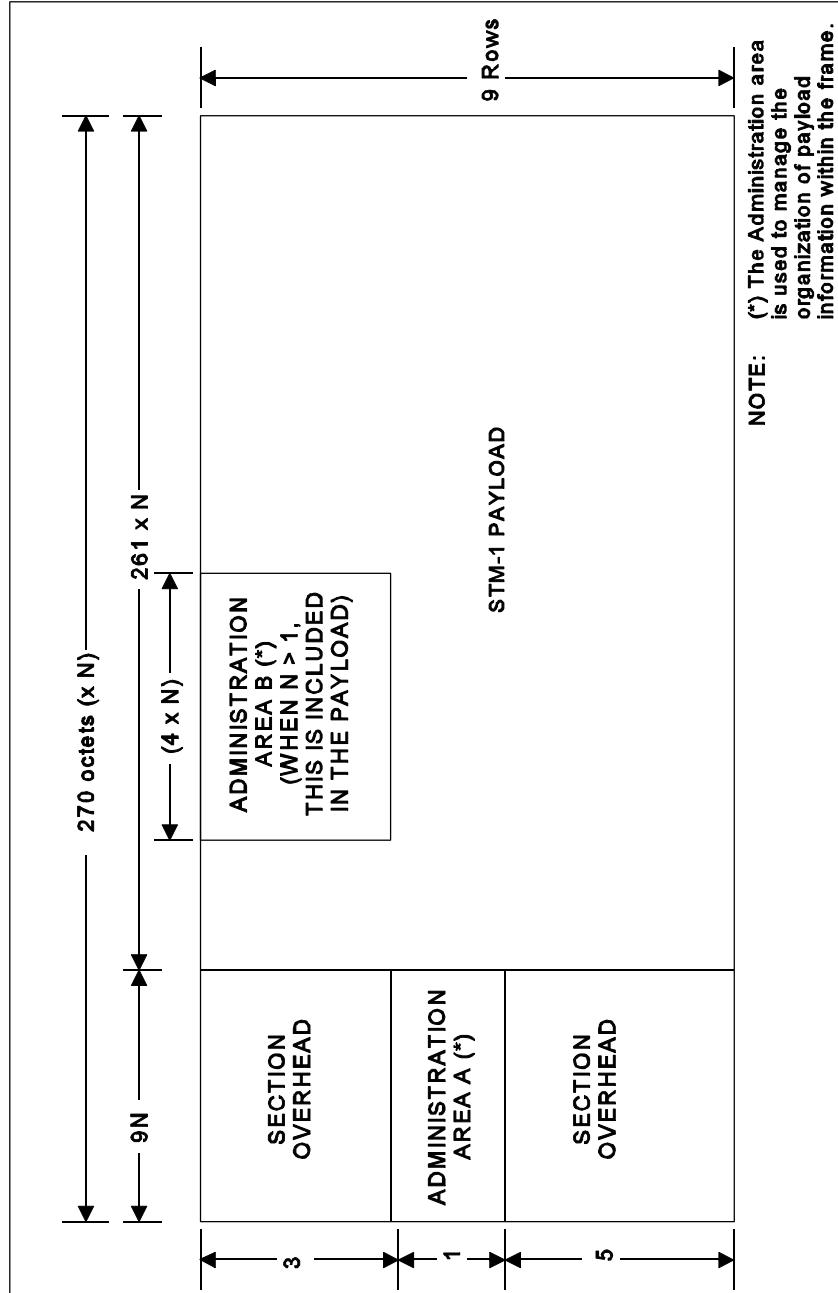 270 octets (x N)
9N
261 x N
(4 x N)
3
1
5
9 Rows
SECTION
OVERHEAD
ADMINISTRATION
AREA A (*)
SECTION
OVERHEAD
ADMINISTRATION
AREA B (*)
(WHEN N > 1,
THIS IS INCLUDED
IN THE PAYLOAD)
STM-1 PAYLOAD
NOTE: (*) The Administration area
is used to manage the
organization of payload
information within the frame.